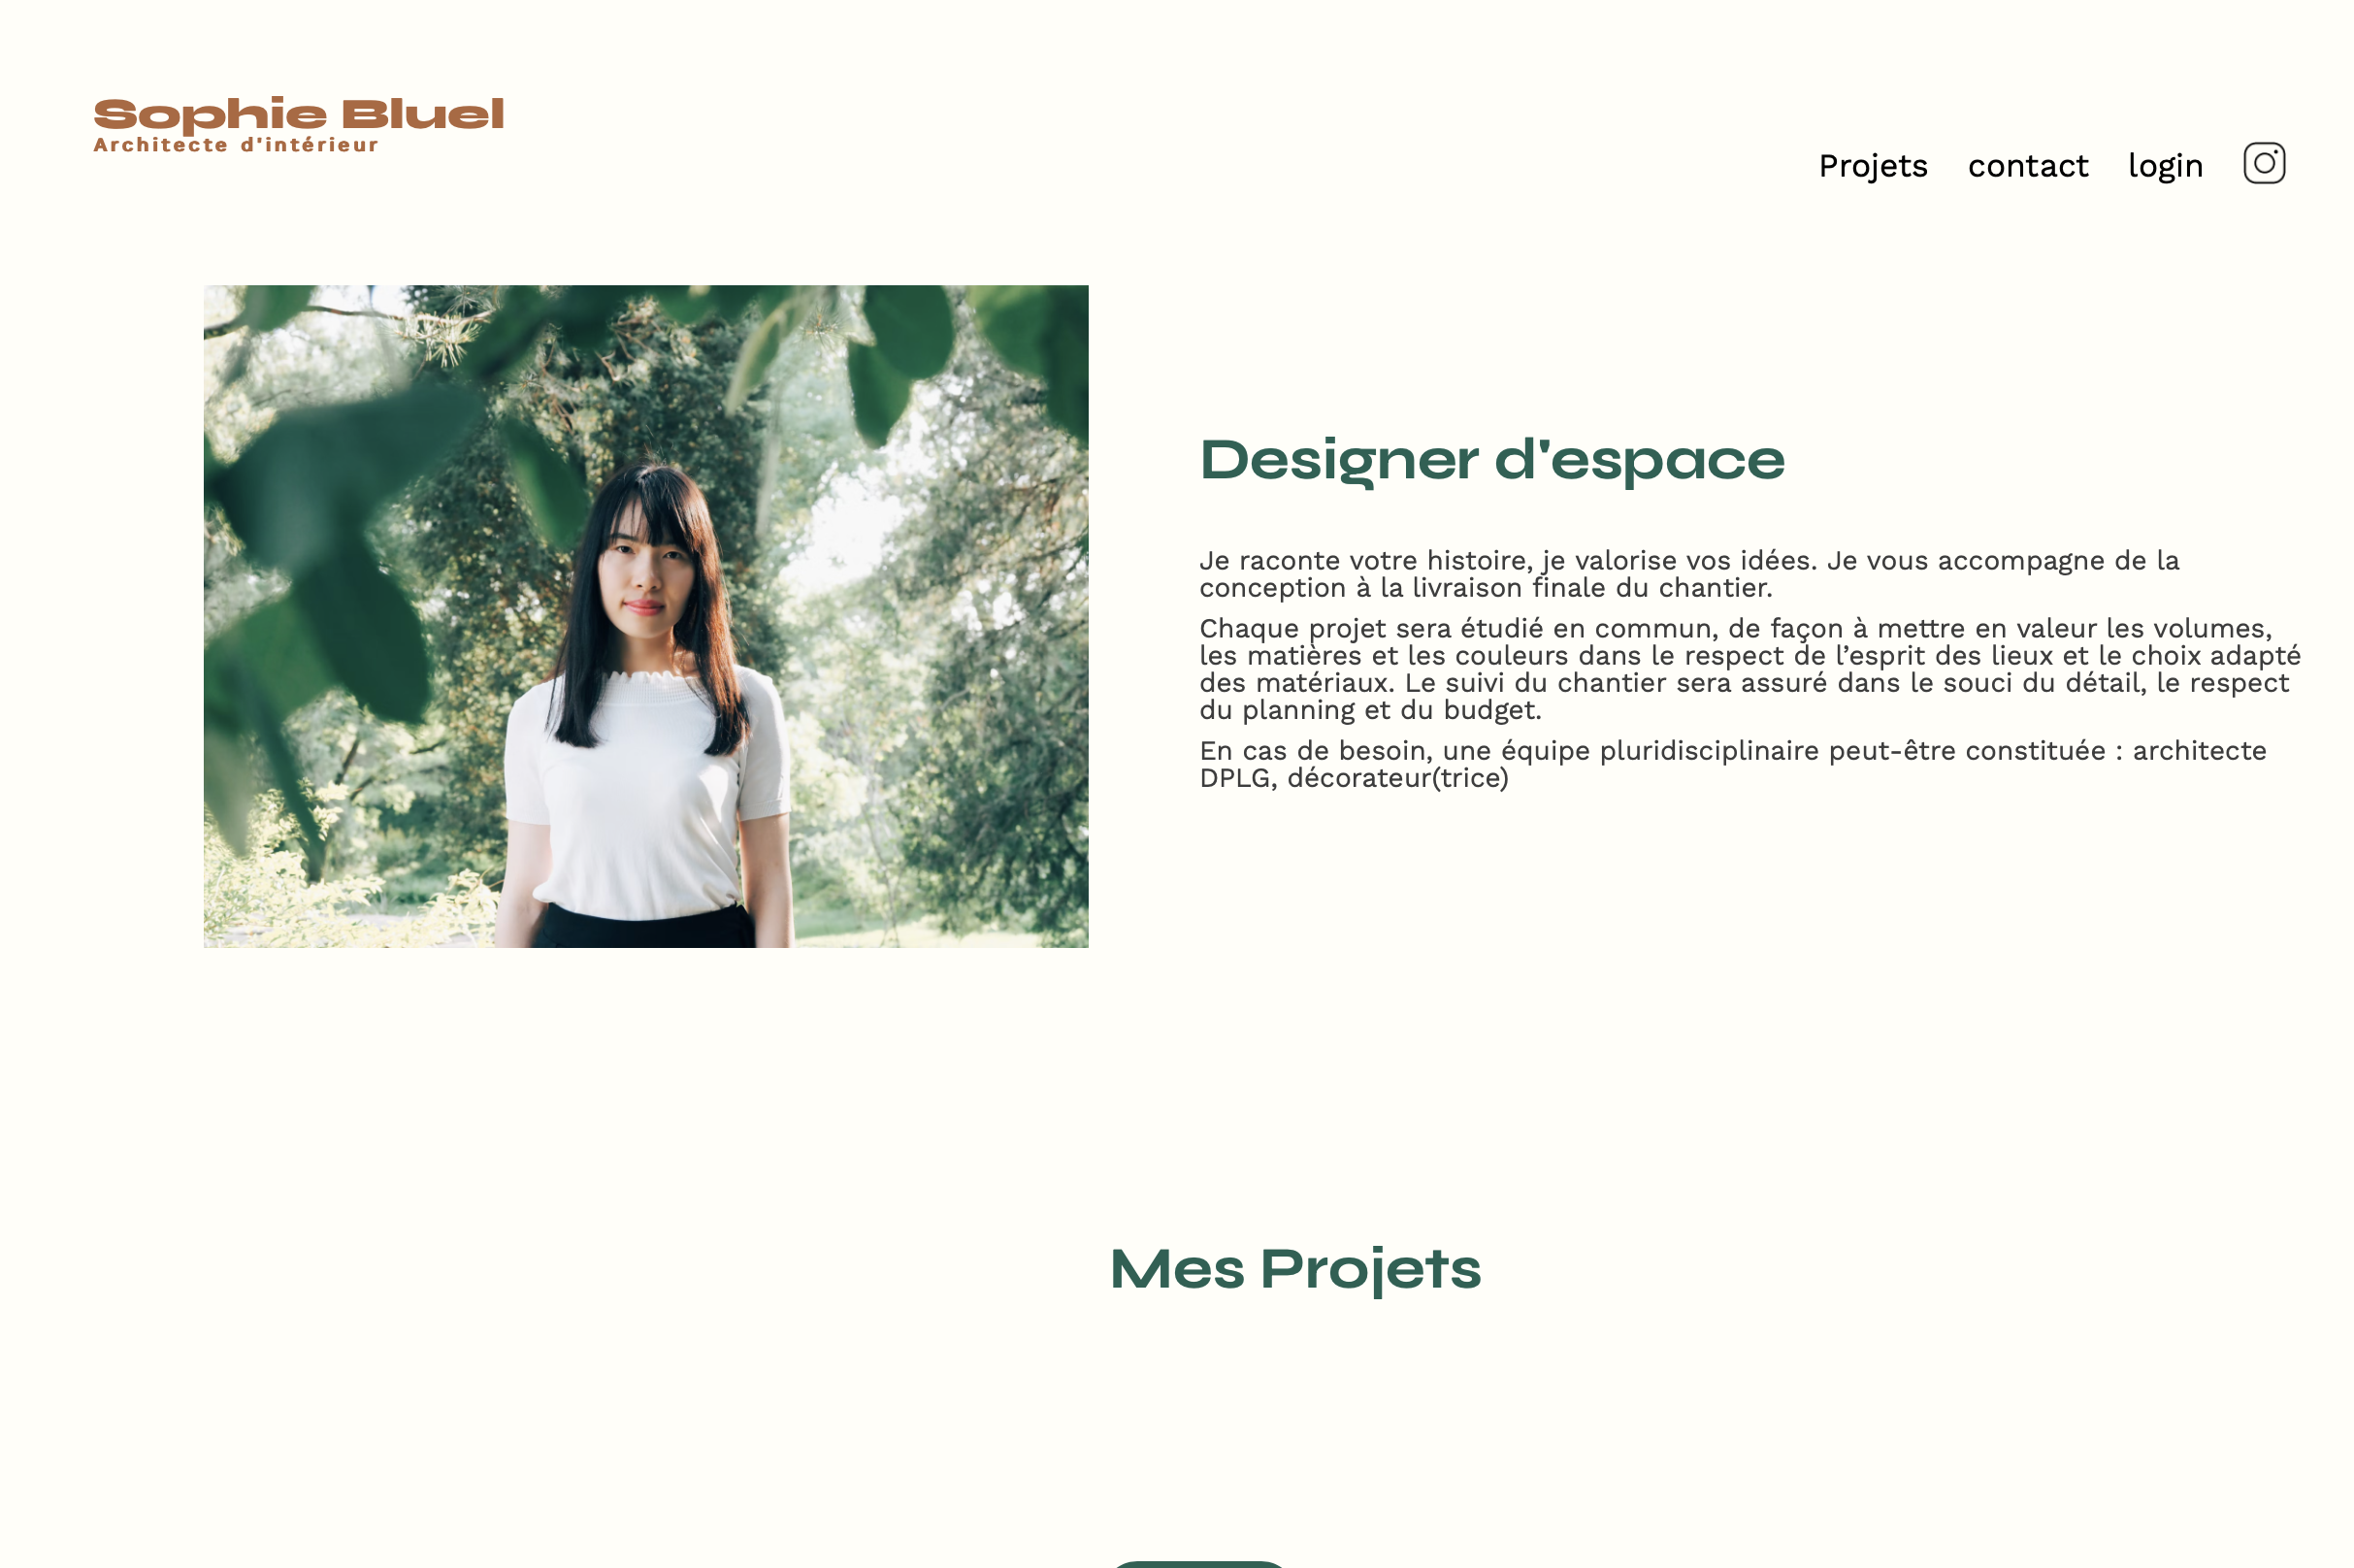 Sophie Bluel
Architecte d'intérieur
Projets contact login
Designer d'espace
Je raconte votre histoire, je valorise vos idées. Je vous accompagne de la
conception à la livraison finale du chantier.
Chaque projet sera étudié en commun, de façon à mettre en valeur les volumes,
les matières et les couleurs dans le respect de l’esprit des lieux et le choix adapté
des matériaux. Le suivi du chantier sera assuré dans le souci du détail, le respect
du planning et du budget.
En cas de besoin, une équipe pluridisciplinaire peut-être constituée : architecte
DPLG, décorateur(trice)
Mes Projets